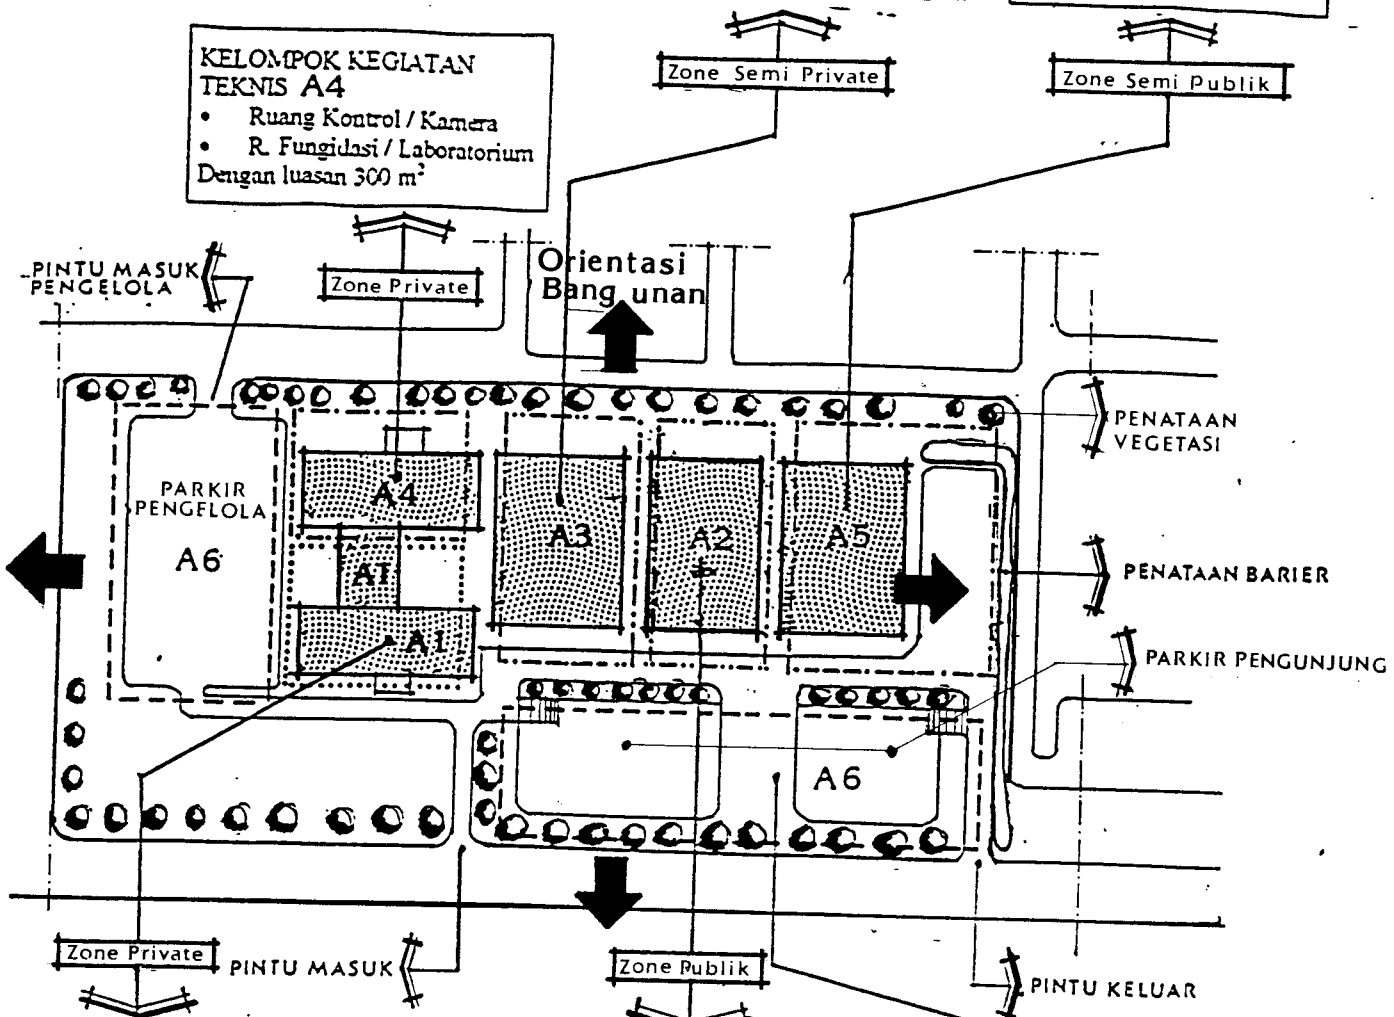 KELOMPOK KEGIATAN
TEKNIS A4
• Ruang Kontrol / Kamera
• R. Fungidasi / Laboratorium
Dengan luasan 300 m²
Zone Semi Private
Zone Semi Publik
PINTU MASUK
PENGELOLA
Zone Private
Orientasi
Bang unan
PENATAAN
VEGETASI
PARKIR
PENGELOLA
A6
A4
A3
A2
A5
A1
A1
PENATAAN BARIER
PARKIR PENGUNJUNG
A6
Zone Private
PINTU MASUK
Zone Publik
PINTU KELUAR